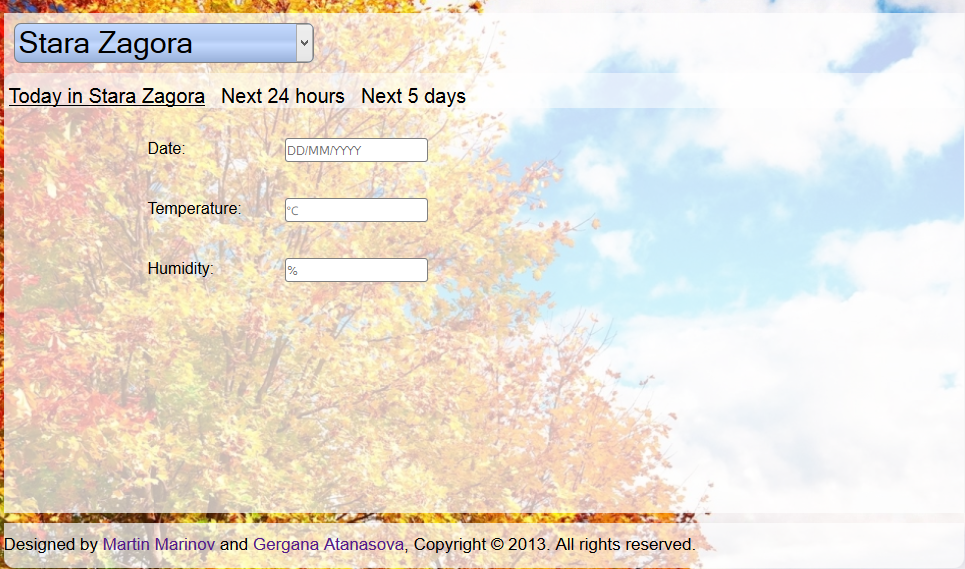 Stara Zagora
Today in Stara Zagora Next 24 hours Next 5 days
Date: DD/MM/YYYY
Temperature: °C
Humidity: %
Designed by Martin Marinov and Gergana Atanasova, Copyright © 2013. All rights reserved.